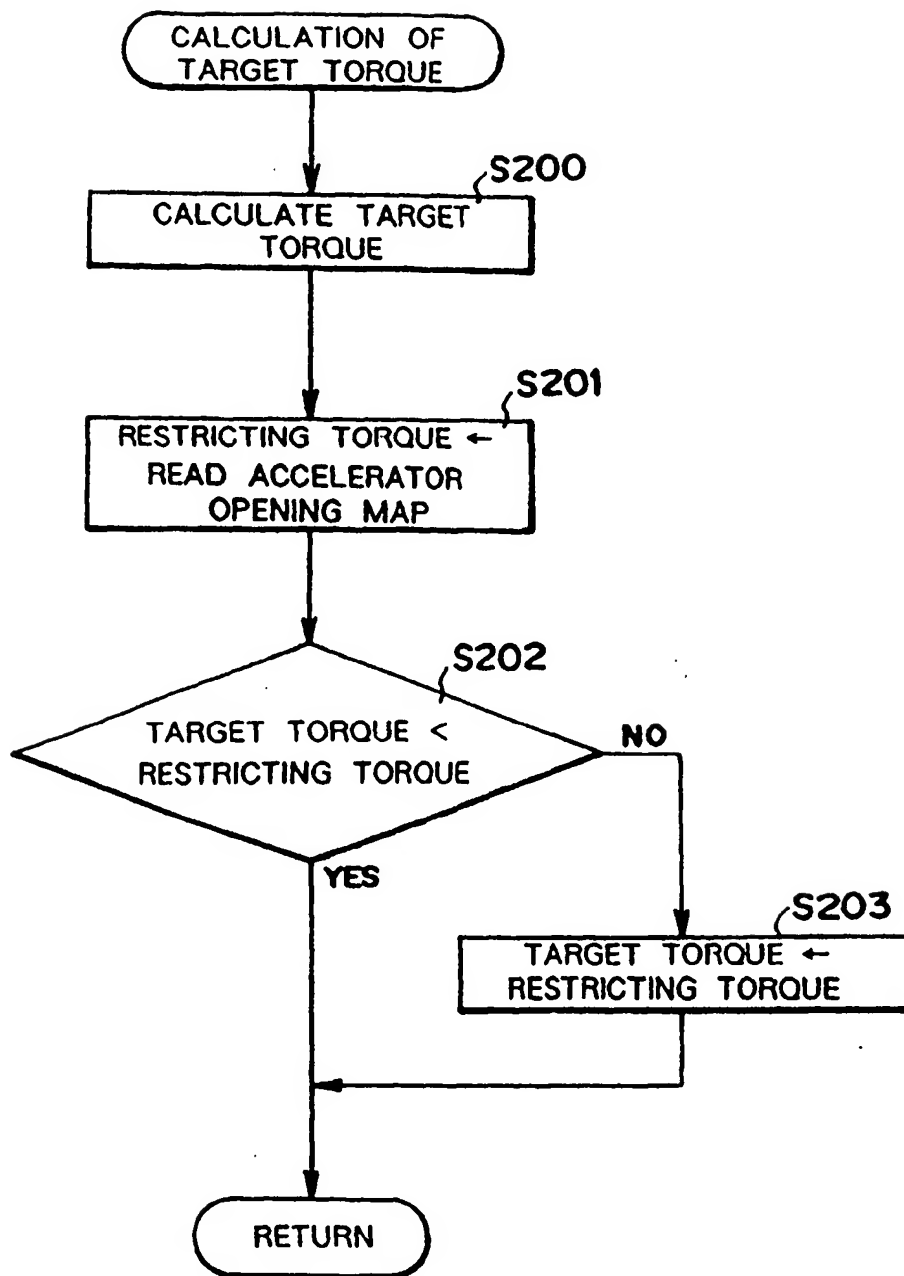 CALCULATION OF
TARGET TORQUE
S200
CALCULATE TARGET
TORQUE
S201
RESTRICTING TORQUE ←
READ ACCELERATOR
OPENING MAP
S202
TARGET TORQUE <
RESTRICTING TORQUE
NO
YES
S203
TARGET TORQUE ←
RESTRICTING TORQUE
RETURN